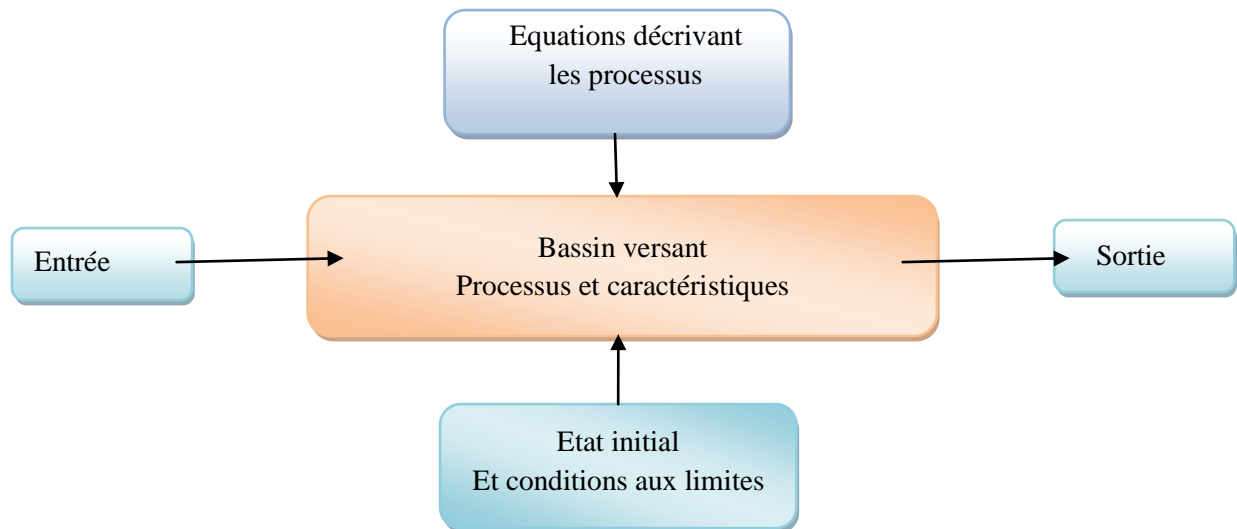 Equations décrivant
les processus
Entrée
Bassin versant
Processus et caractéristiques
Sortie
Etat initial
Et conditions aux limites